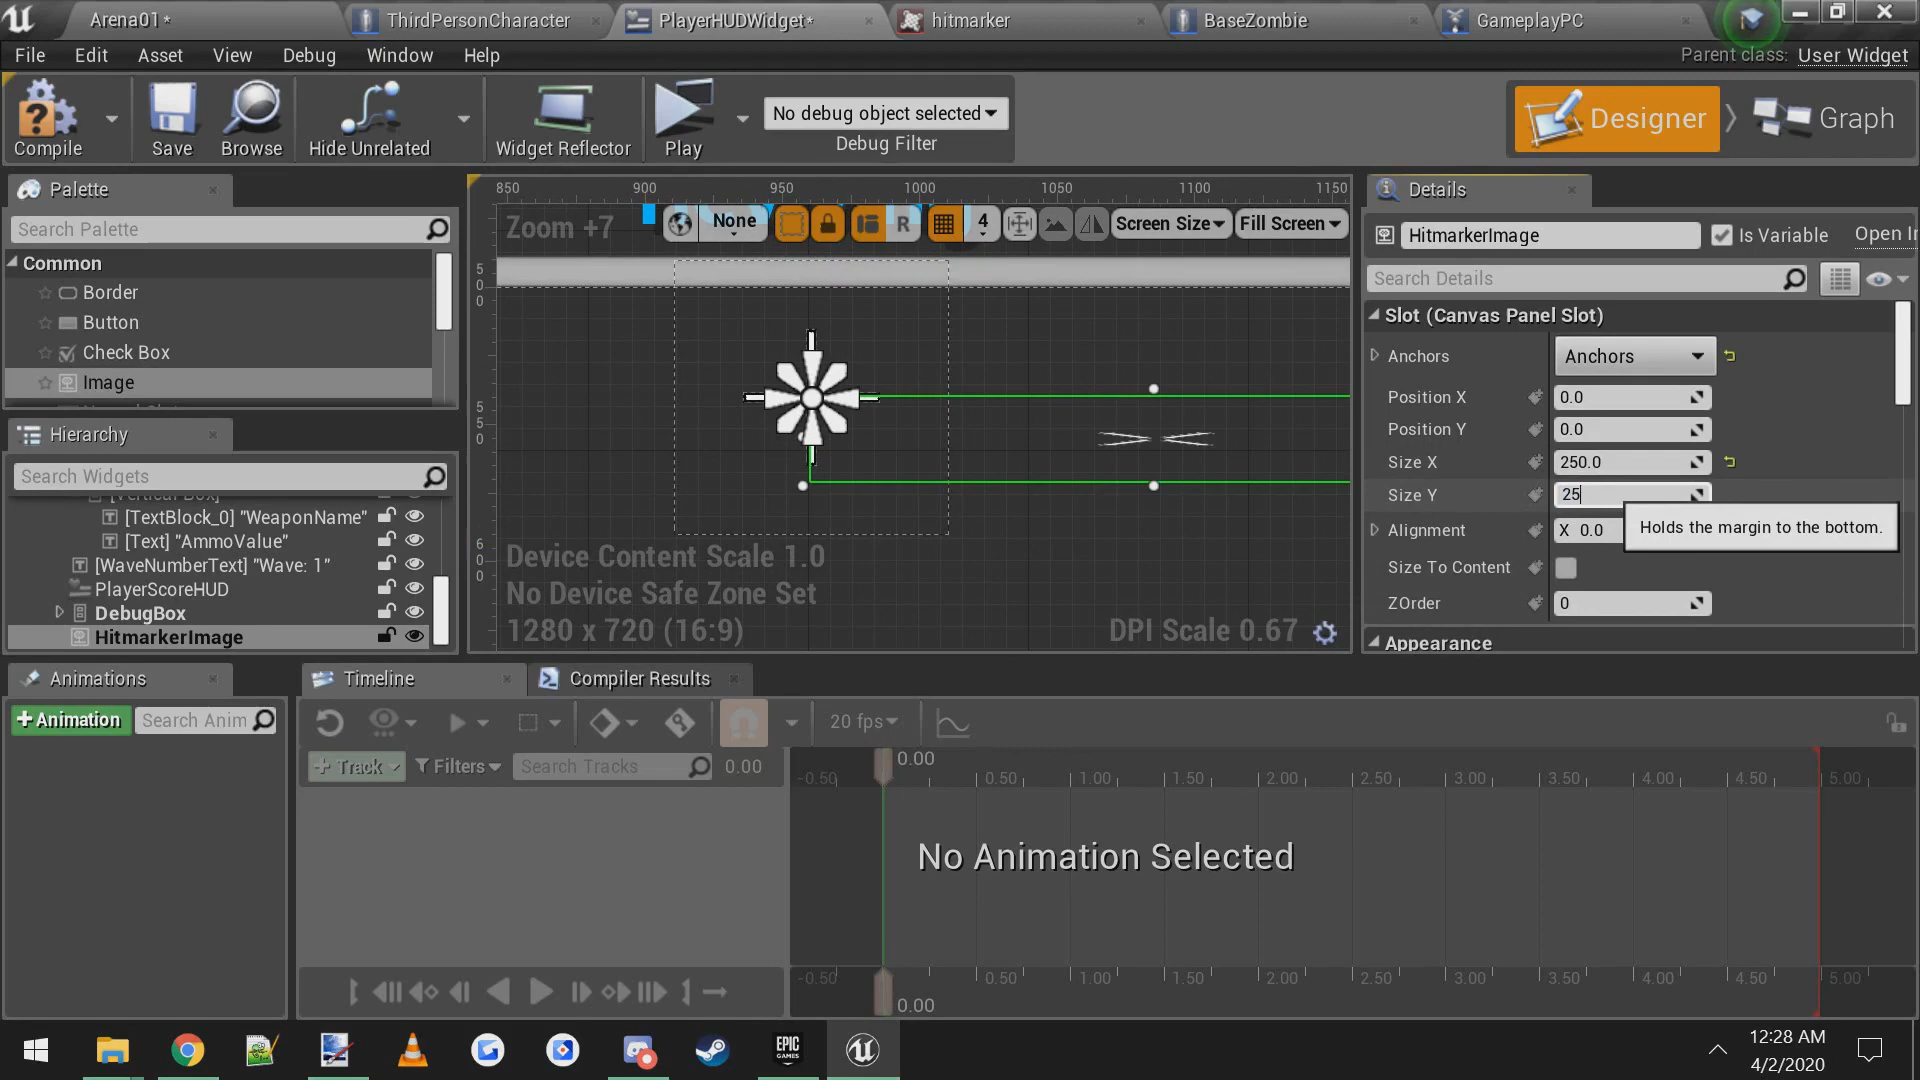 Arena01*
ThirdPersonCharacter
PlayerHUDWidget*
hitmarker
BaseZombie
GameplayPC
File Edit Asset View Debug Window Help
Parent class: User Widget
Compile
Save
Browse
Hide Unrelated
Widget Reflector
Play
No debug object selected
Debug Filter
Designer
Graph
Palette
Search Palette
Common
Border
Button
Check Box
Image
Hierarchy
Search Widgets
[Vertical Box]
[TextBlock_0] "WeaponName"
[Text] "AmmoValue"
[WaveNumberText] "Wave: 1"
PlayerScoreHUD
DebugBox
HitmarkerImage
850 900 950 1000 1050 1100 1150
Zoom +7
None
R
4
Screen Size
Fill Screen
5
0
0
5
5
0
6
0
0
Device Content Scale 1.0
No Device Safe Zone Set
1280 x 720 (16:9)
DPI Scale 0.67
Details
HitmarkerImage
Is Variable
Search Details
Slot (Canvas Panel Slot)
Anchors Anchors
Position X 0.0
Position Y 0.0
Size X 250.0
Size Y 25
Holds the margin to the bottom.
Alignment X 0.0
Size To Content
ZOrder 0
Appearance
Animations
+Animation
Search Anim
Timeline
Compiler Results
20 fps
+ Track
Filters
Search Tracks
0.00
0.00
-0.50 0.50 1.00 1.50 2.00 2.50 3.00 3.50 4.00 4.50 5.00
No Animation Selected
-0.50 0.50 1.00 1.50 2.00 2.50 3.00 3.50 4.00 4.50 5.00
0.00
EPIC
GAMES
12:28 AM
4/2/2020